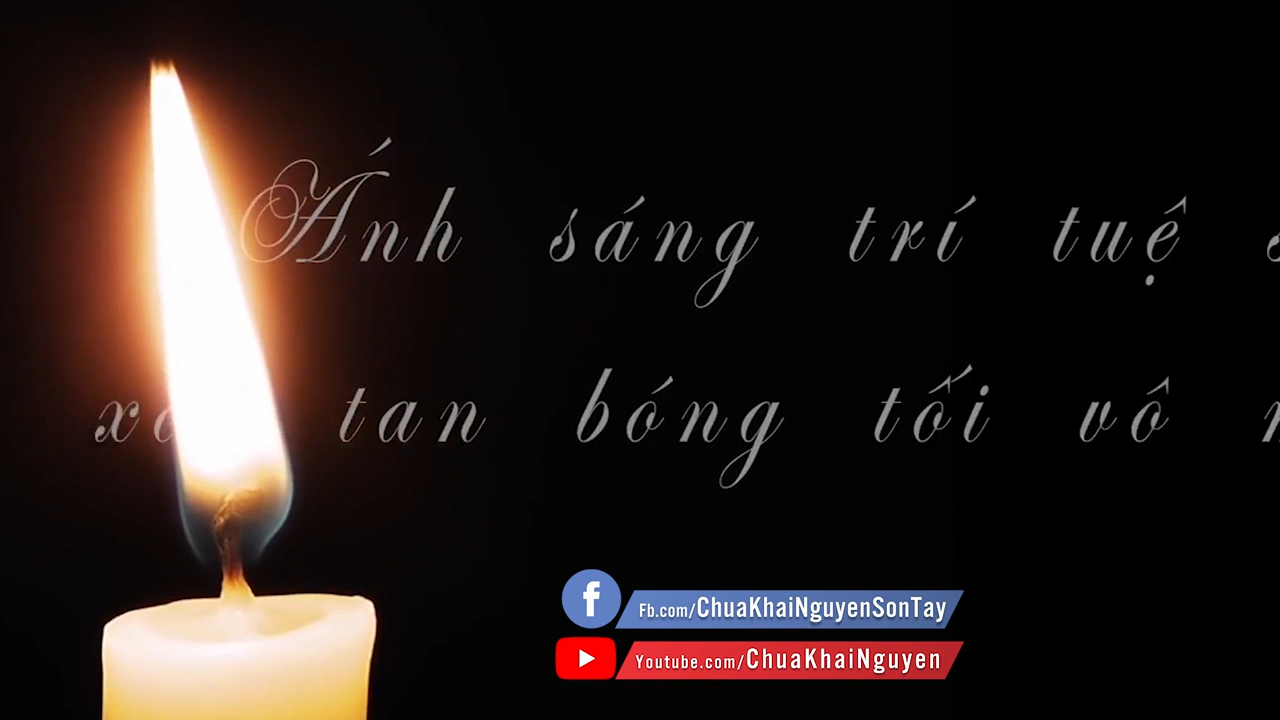 Ánh sáng trí tuệ
tan bóng tối vô
Fb.com/ChuaKhaiNguyenSonTay
Youtube.com/ChuaKhaiNguyen